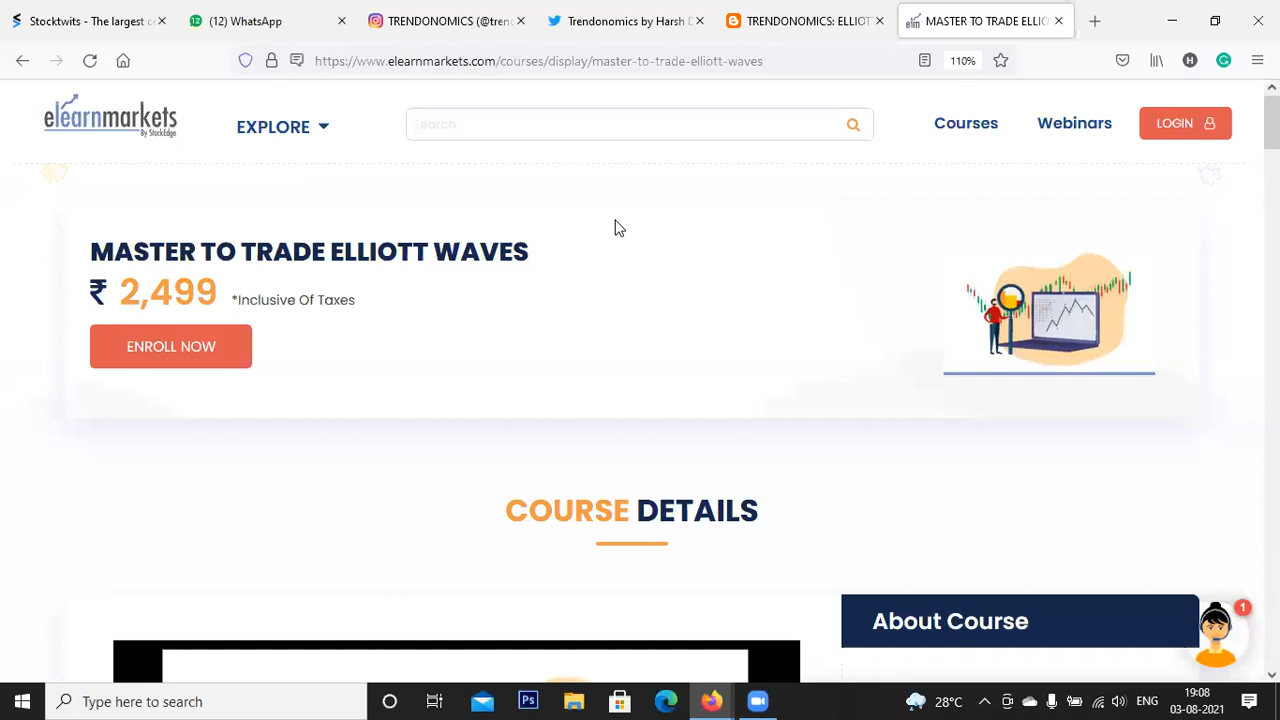 Stocktwits - The largest c
(12) WhatsApp
TRENDONOMICS (@tren
Trendonomics by Harsh D
TRENDONOMICS: ELLIOT
MASTER TO TRADE ELLIO
https://www.elearnmarkets.com/courses/display/master-to-trade-elliott-waves
110%
elearnmarkets
By StockEdge
EXPLORE
Search
Courses
Webinars
LOGIN
MASTER TO TRADE ELLIOTT WAVES
₹ 2,499 *Inclusive Of Taxes
ENROLL NOW
COURSE DETAILS
About Course
1
Type here to search
28°C
ENG
19:08
03-08-2021